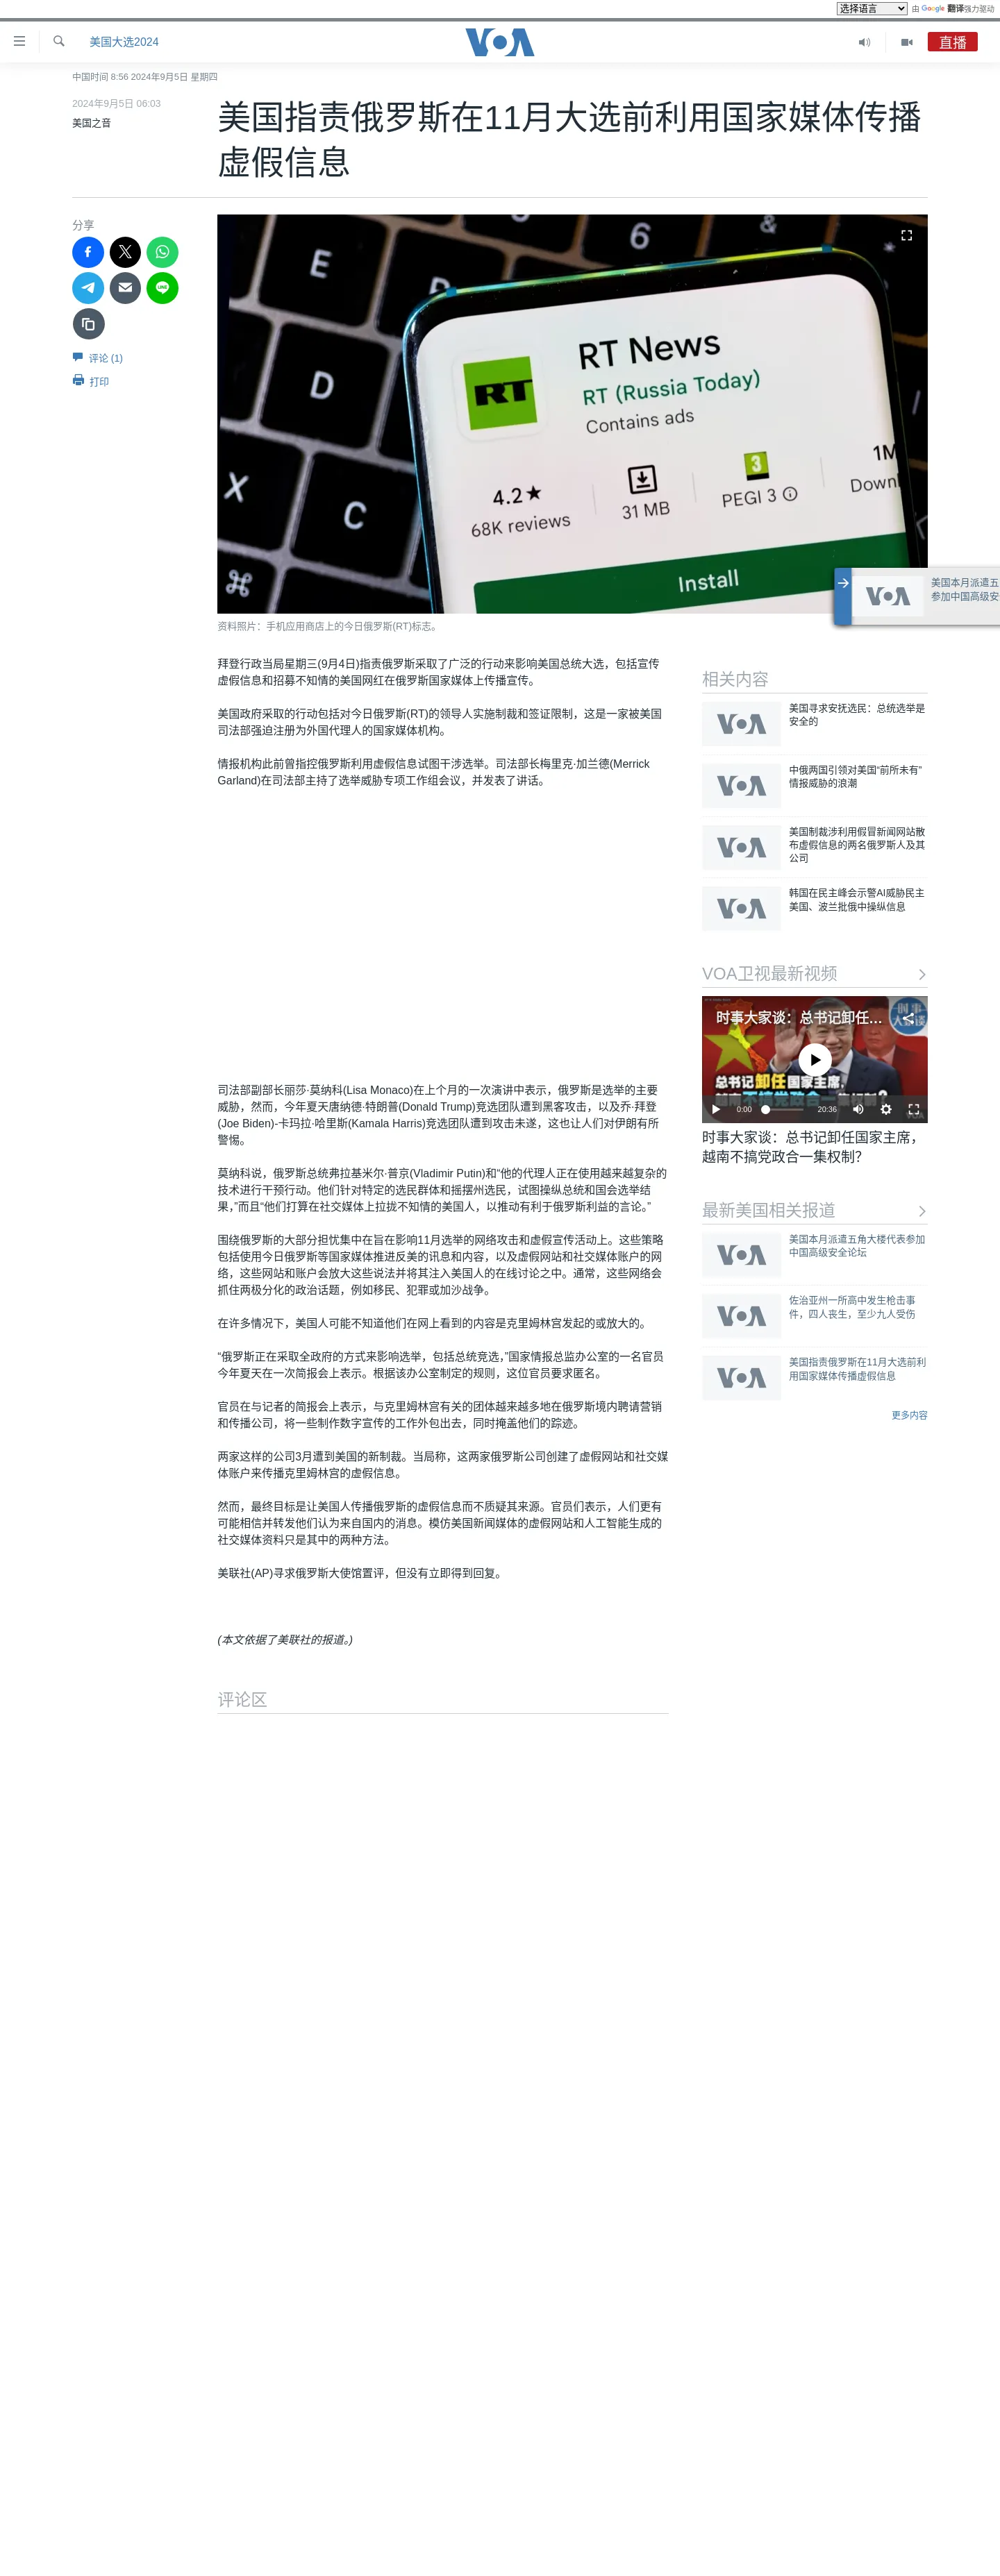 选择语言
由 Google 翻译强力驱动
美国大选2024
VOA
直播
中国时间 8:56 2024年9月5日 星期四
2024年9月5日 06:03
美国之音
美国指责俄罗斯在11月大选前利用国家媒体传播
虚假信息
分享
LINE
评论 (1)
打印
6
E
D
X
C
⌘
RT
RT News
RT (Russia Today)
Contains ads
4.2★
68K reviews
31 MB
3
PEGI 3
1M
Down
Install
资料照片：手机应用商店上的今日俄罗斯(RT)标志。
VOA
美国本月派遣五
参加中国高级安
拜登行政当局星期三(9月4日)指责俄罗斯采取了广泛的行动来影响美国总统大选，包括宣传
虚假信息和招募不知情的美国网红在俄罗斯国家媒体上传播宣传。
美国政府采取的行动包括对今日俄罗斯(RT)的领导人实施制裁和签证限制，这是一家被美国
司法部强迫注册为外国代理人的国家媒体机构。
情报机构此前曾指控俄罗斯利用虚假信息试图干涉选举。司法部长梅里克·加兰德(Merrick
Garland)在司法部主持了选举威胁专项工作组会议，并发表了讲话。
司法部副部长丽莎·莫纳科(Lisa Monaco)在上个月的一次演讲中表示，俄罗斯是选举的主要
威胁，然而，今年夏天唐纳德·特朗普(Donald Trump)竞选团队遭到黑客攻击，以及乔·拜登
(Joe Biden)-卡玛拉·哈里斯(Kamala Harris)竞选团队遭到攻击未遂，这也让人们对伊朗有所
警惕。
莫纳科说，俄罗斯总统弗拉基米尔·普京(Vladimir Putin)和“他的代理人正在使用越来越复杂的
技术进行干预行动。他们针对特定的选民群体和摇摆州选民，试图操纵总统和国会选举结
果，”而且“他们打算在社交媒体上拉拢不知情的美国人，以推动有利于俄罗斯利益的言论。”
围绕俄罗斯的大部分担忧集中在旨在影响11月选举的网络攻击和虚假宣传活动上。这些策略
包括使用今日俄罗斯等国家媒体推进反美的讯息和内容，以及虚假网站和社交媒体账户的网
络，这些网站和账户会放大这些说法并将其注入美国人的在线讨论之中。通常，这些网络会
抓住两极分化的政治话题，例如移民、犯罪或加沙战争。
在许多情况下，美国人可能不知道他们在网上看到的内容是克里姆林宫发起的或放大的。
“俄罗斯正在采取全政府的方式来影响选举，包括总统竞选，”国家情报总监办公室的一名官员
今年夏天在一次简报会上表示。根据该办公室制定的规则，这位官员要求匿名。
官员在与记者的简报会上表示，与克里姆林宫有关的团体越来越多地在俄罗斯境内聘请营销
和传播公司，将一些制作数字宣传的工作外包出去，同时掩盖他们的踪迹。
两家这样的公司3月遭到美国的新制裁。当局称，这两家俄罗斯公司创建了虚假网站和社交媒
体账户来传播克里姆林宫的虚假信息。
然而，最终目标是让美国人传播俄罗斯的虚假信息而不质疑其来源。官员们表示，人们更有
可能相信并转发他们认为来自国内的消息。模仿美国新闻媒体的虚假网站和人工智能生成的
社交媒体资料只是其中的两种方法。
美联社(AP)寻求俄罗斯大使馆置评，但没有立即得到回复。
(本文依据了美联社的报道。)
评论区
相关内容
VOA
美国寻求安抚选民：总统选举是
安全的
VOA
中俄两国引领对美国“前所未有”
情报威胁的浪潮
VOA
美国制裁涉利用假冒新闻网站散
布虚假信息的两名俄罗斯人及其
公司
VOA
韩国在民主峰会示警AI威胁民主
美国、波兰批俄中操纵信息
VOA卫视最新视频
时事大家谈：总书记卸任...
时事
大家谈
总书记卸任国家主席，
越南不搞党政合一集权制？
0:00
20:36
时事大家谈：总书记卸任国家主席，
越南不搞党政合一集权制？
最新美国相关报道
VOA
美国本月派遣五角大楼代表参加
中国高级安全论坛
VOA
佐治亚州一所高中发生枪击事
件，四人丧生，至少九人受伤
VOA
美国指责俄罗斯在11月大选前利
用国家媒体传播虚假信息
更多内容